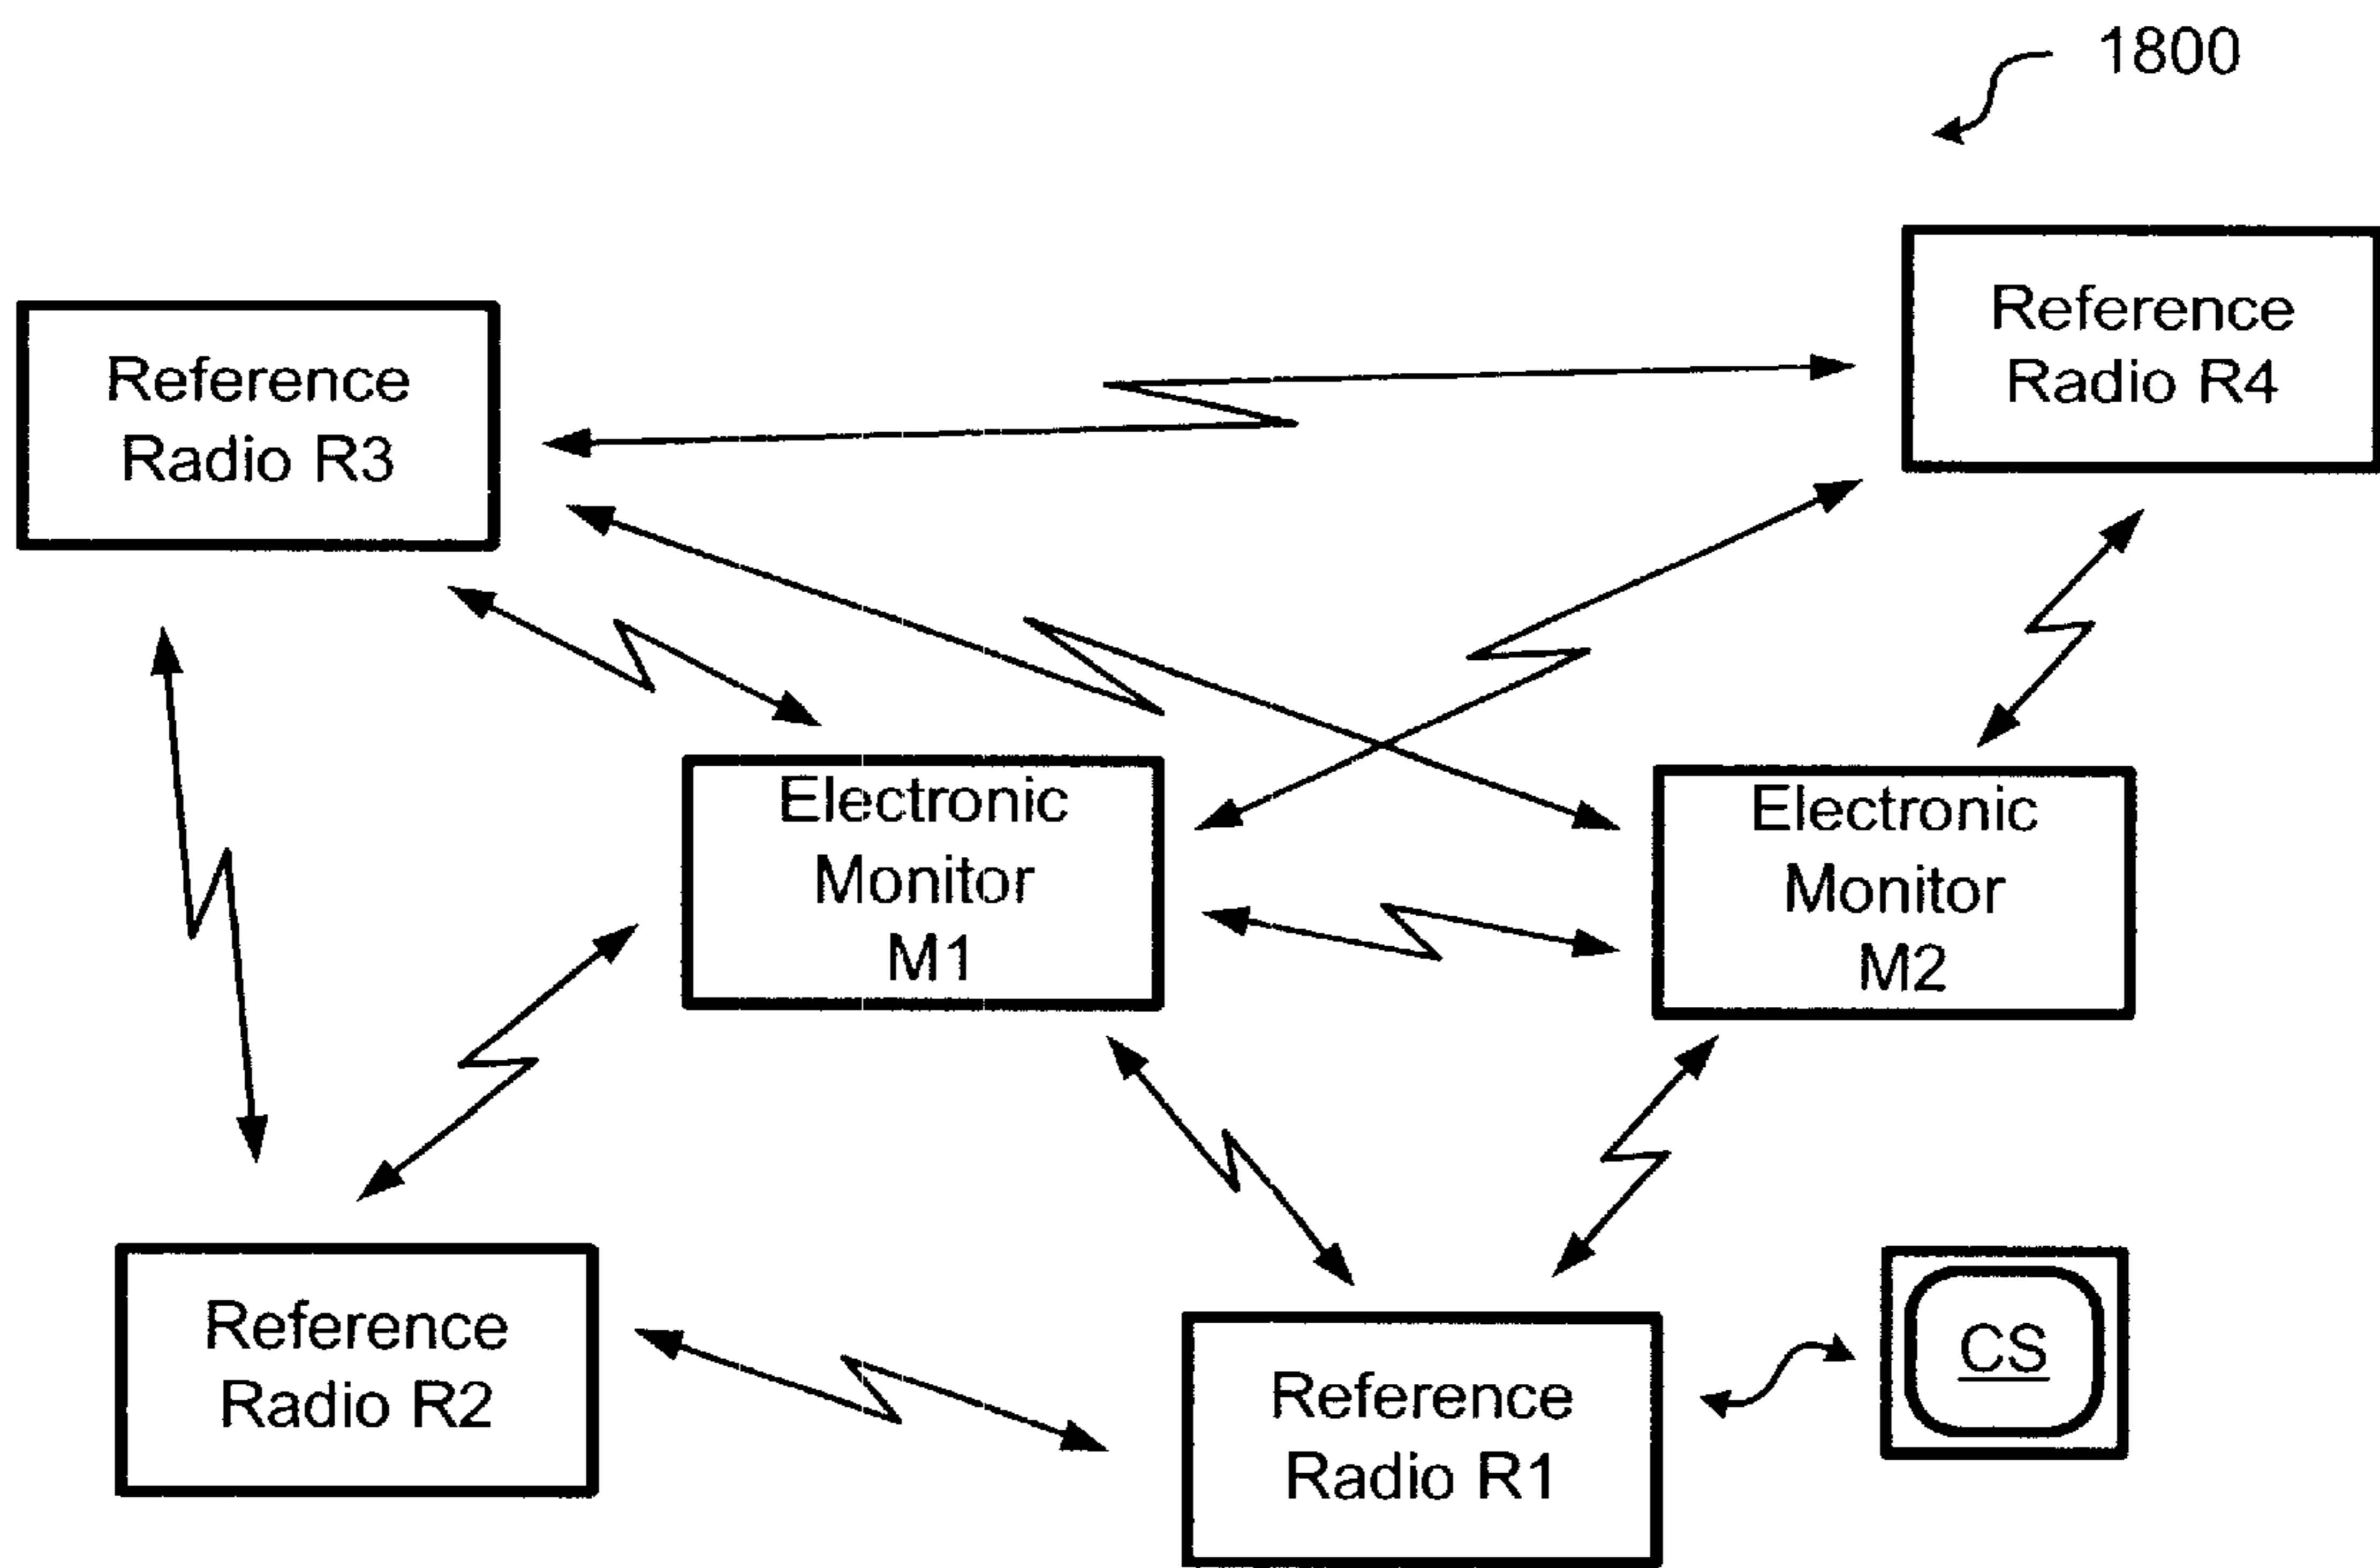 1800
Reference
Radio R4
Reference
Radio R3
Electronic
Monitor
M1
Electronic
Monitor
M2
Reference
Radio R2
Reference
Radio R1
CS